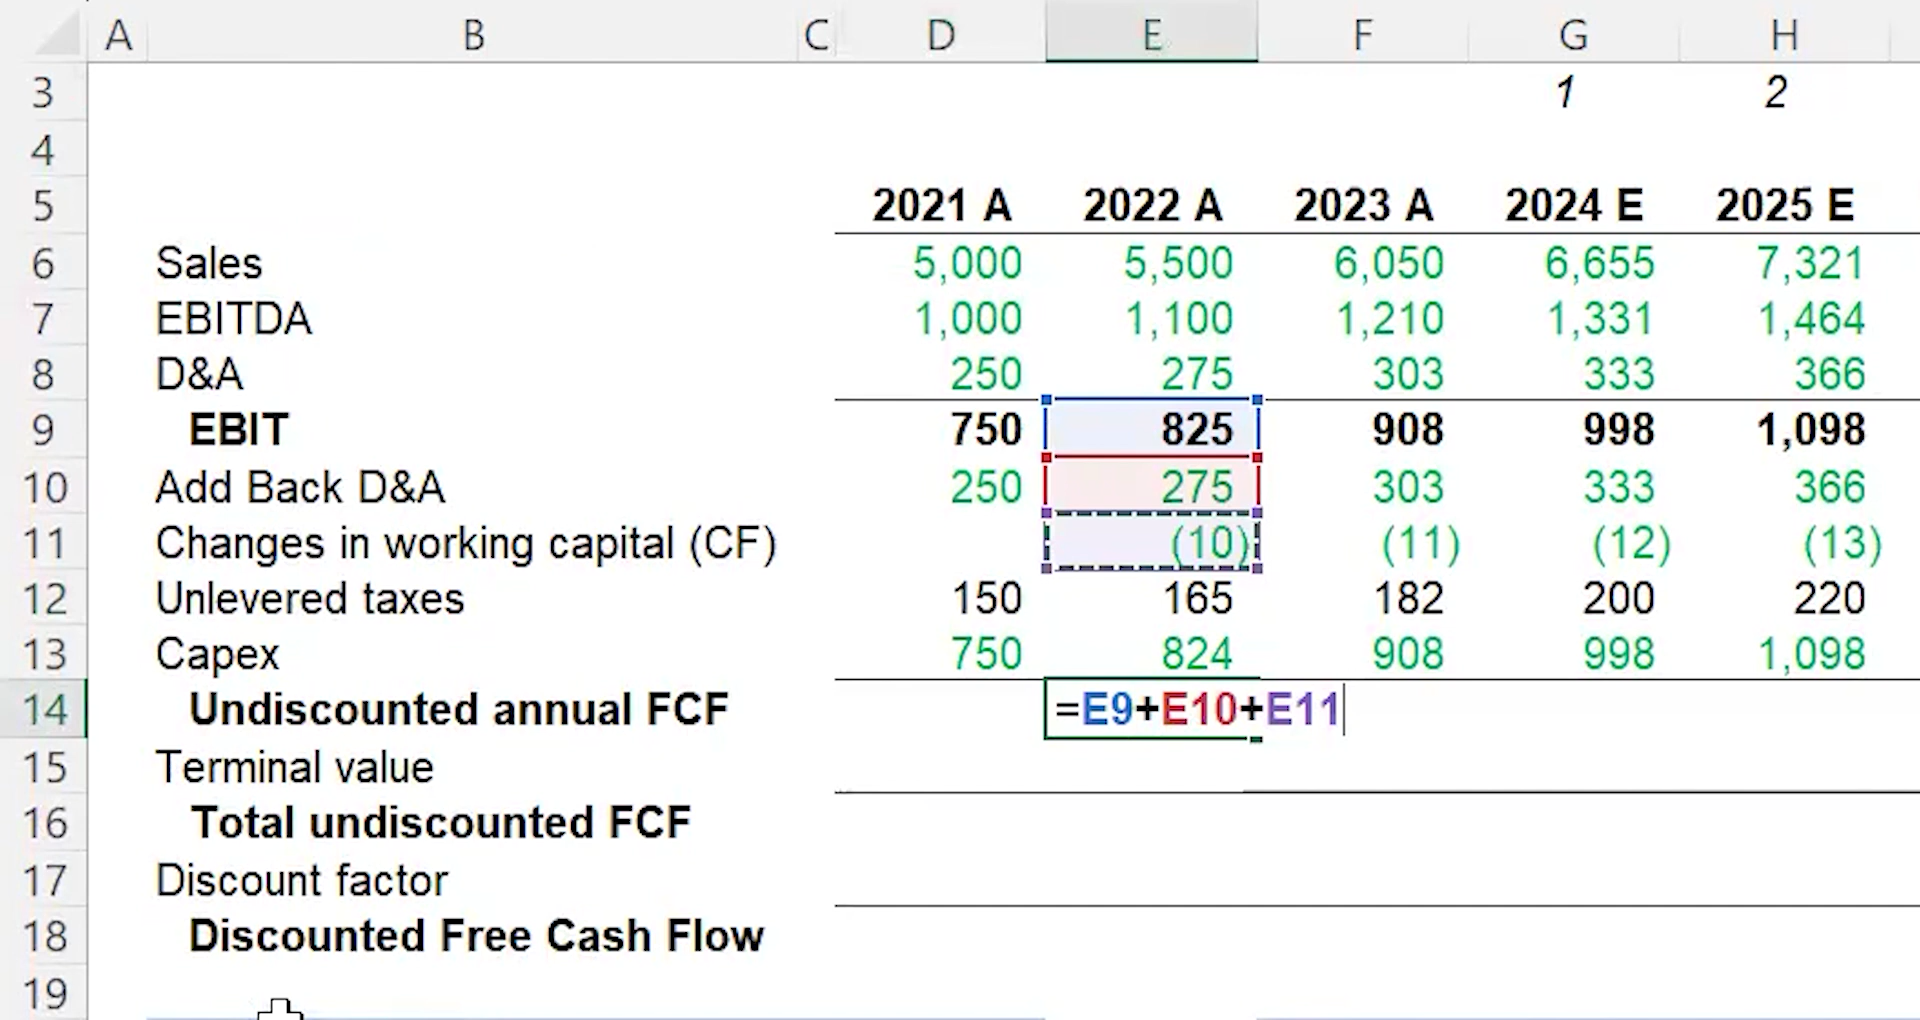 A B C D E F G H
3 1 2
4
5 2021 A 2022 A 2023 A 2024 E 2025 E
6 Sales 5,000 5,500 6,050 6,655 7,321
7 EBITDA 1,000 1,100 1,210 1,331 1,464
8 D&A 250 275 303 333 366
9 EBIT 750 825 908 998 1,098
10 Add Back D&A 250 275 303 333 366
11 Changes in working capital (CF) (10) (11) (12) (13)
12 Unlevered taxes 150 165 182 200 220
13 Capex 750 824 908 998 1,098
14 Undiscounted annual FCF =E9+E10+E11
15 Terminal value
16 Total undiscounted FCF
17 Discount factor
18 Discounted Free Cash Flow
19